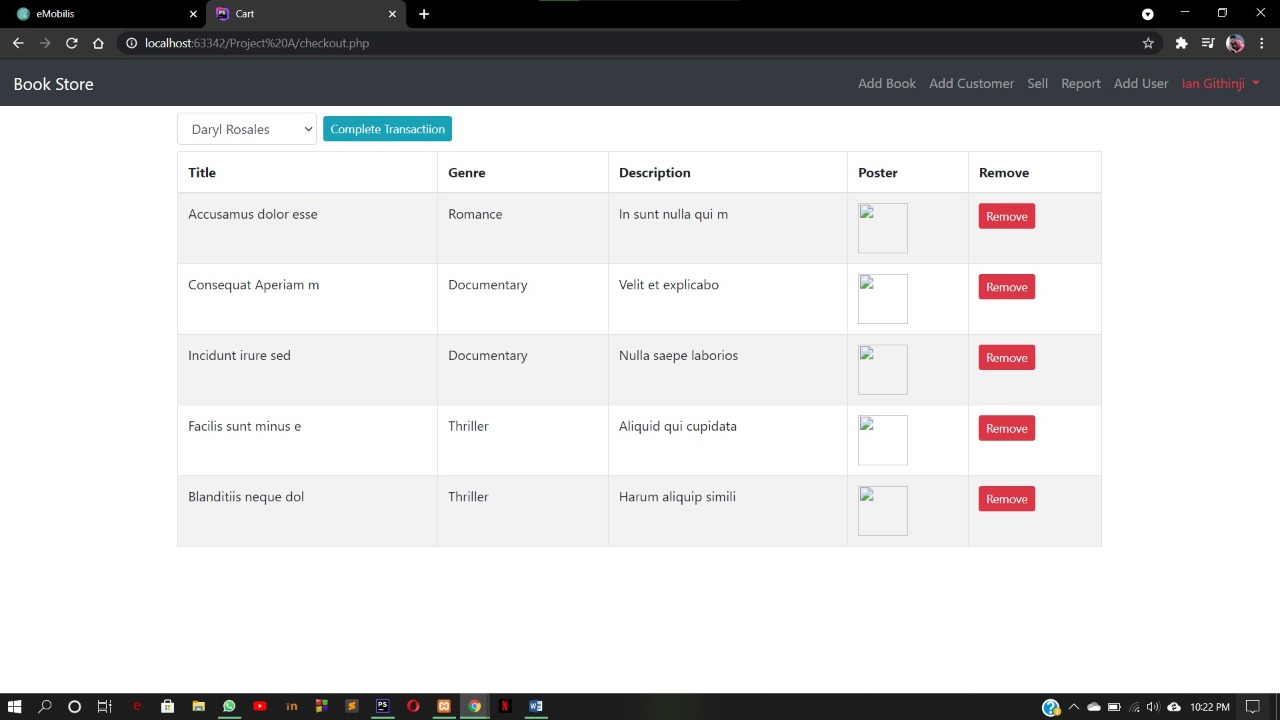 eMobilis
Cart
localhost:63342/Project%20A/checkout.php
Book Store Add Book Add Customer Sell Report Add User Ian Githinji
Daryl Rosales Complete Transactiion
Title Genre Description Poster Remove
Accusamus dolor esse Romance In sunt nulla qui m Remove
Consequat Aperiam m Documentary Velit et explicabo Remove
Incidunt irure sed Documentary Nulla saepe laborios Remove
Facilis sunt minus e Thriller Aliquid qui cupidata Remove
Blanditiis neque dol Thriller Harum aliquip simili Remove
e in S PS N W 10:22 PM